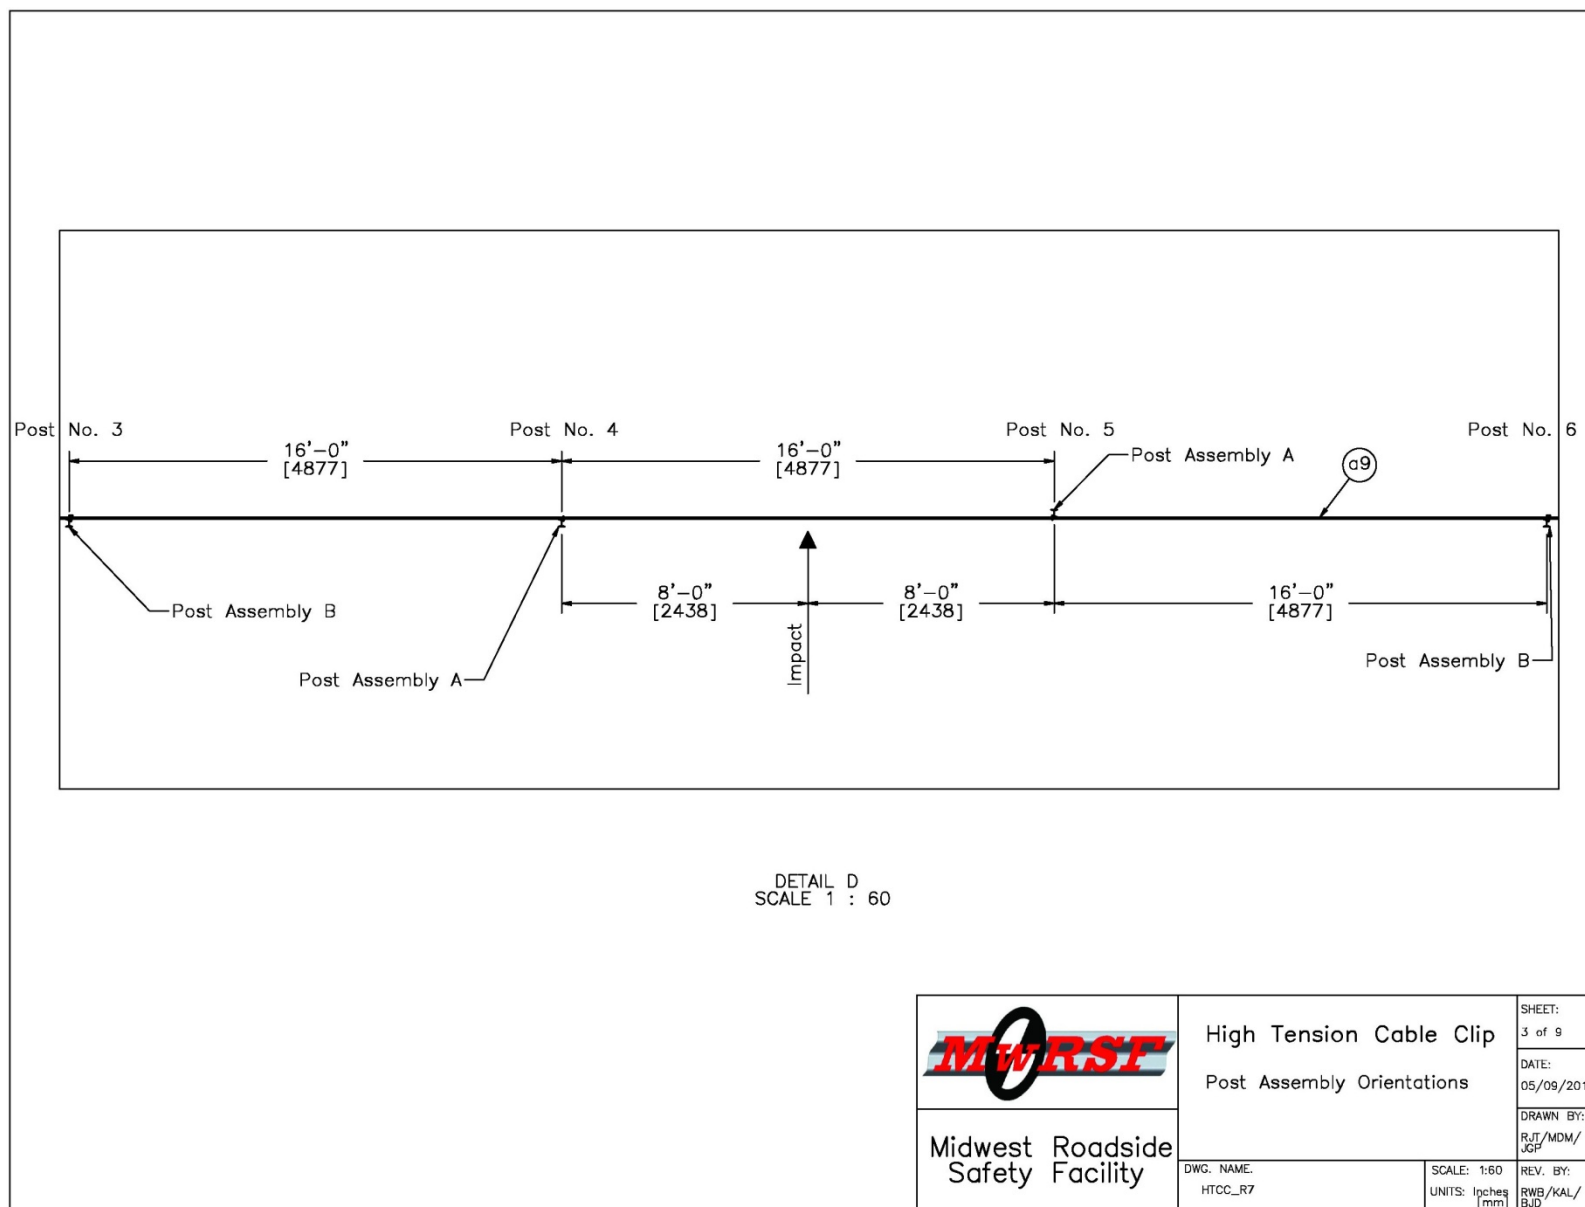 Post No. 3
Post No. 4
Post No. 5
Post No. 6
16'-0"
[4877]
16'-0"
[4877]
Post Assembly A
a9
8'-0"
[2438]
8'-0"
[2438]
16'-0"
[4877]
Post Assembly B
Impact
Post Assembly A
Post Assembly B
DETAIL D
SCALE 1 : 60
MwRSF
Midwest Roadside
Safety Facility
High Tension Cable Clip
Post Assembly Orientations
SHEET:
3 of 9
DATE:
05/09/201
DRAWN BY:
RJT/MDM/
JGP
DWG. NAME.
HTCC_R7
SCALE: 1:60
UNITS: Inches
[mm]
REV. BY:
RWB/KAL/
BJD